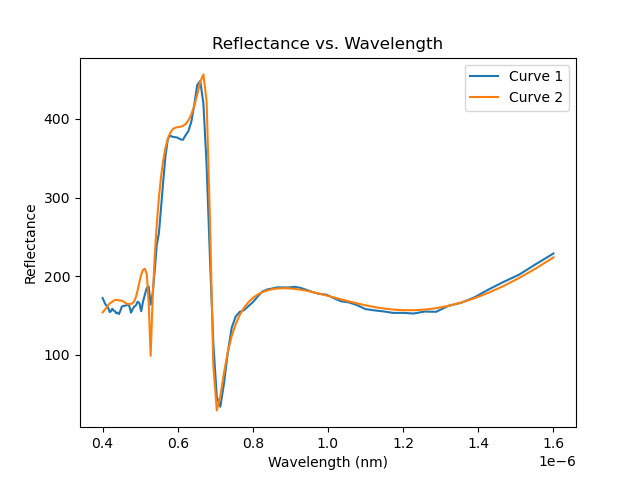 Reflectance vs. Wavelength
Curve 1
Curve 2
Reflectance
400
300
200
100
0.4 0.6 0.8 1.0 1.2 1.4 1.6
1e−6
Wavelength (nm)